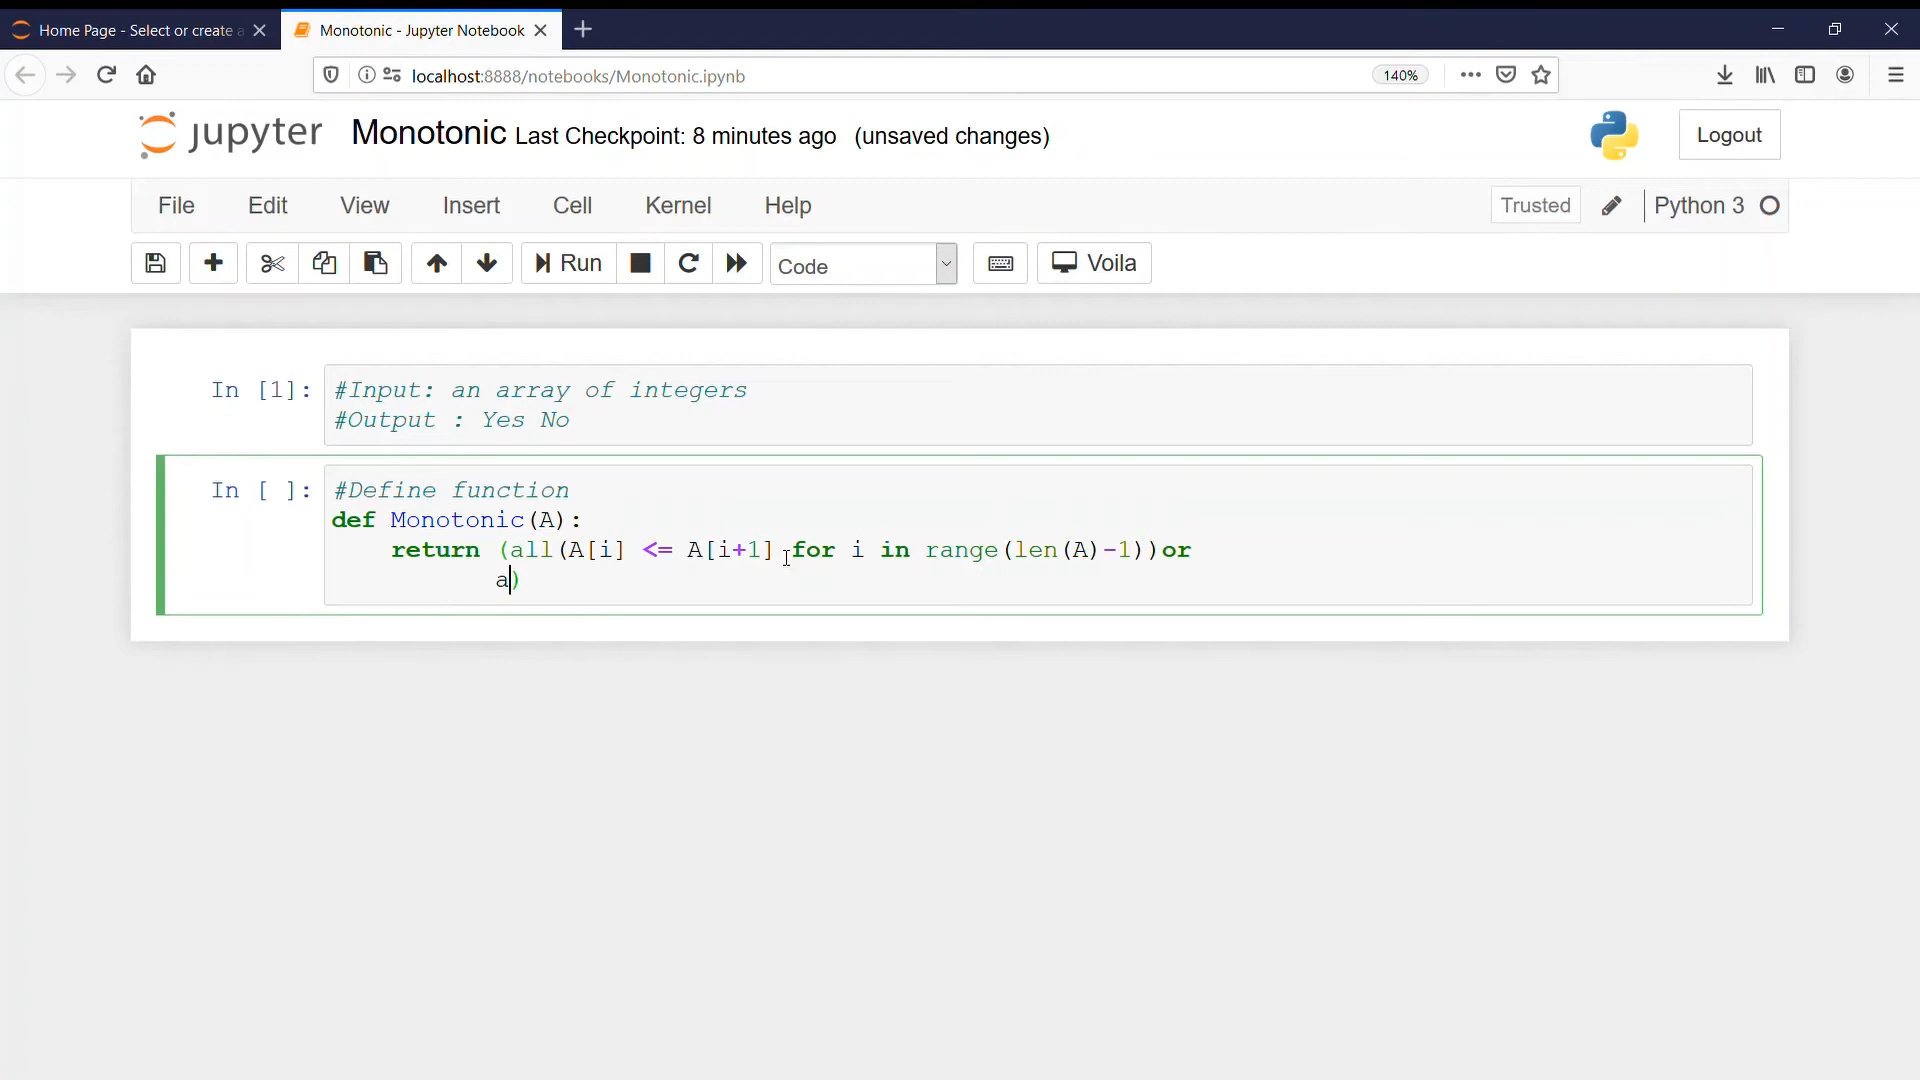 Home Page - Select or create a
Monotonic - Jupyter Notebook
localhost:8888/notebooks/Monotonic.ipynb
140%
jupyter Monotonic Last Checkpoint: 8 minutes ago (unsaved changes)
Logout
File Edit View Insert Cell Kernel Help
Trusted
Python 3
Run
Code
Voila
In [1]: #Input: an array of integers
#Output : Yes No
In [ ]: #Define function
def Monotonic(A):
    return (all(A[i] <= A[i+1] for i in range(len(A)-1))or
           a)